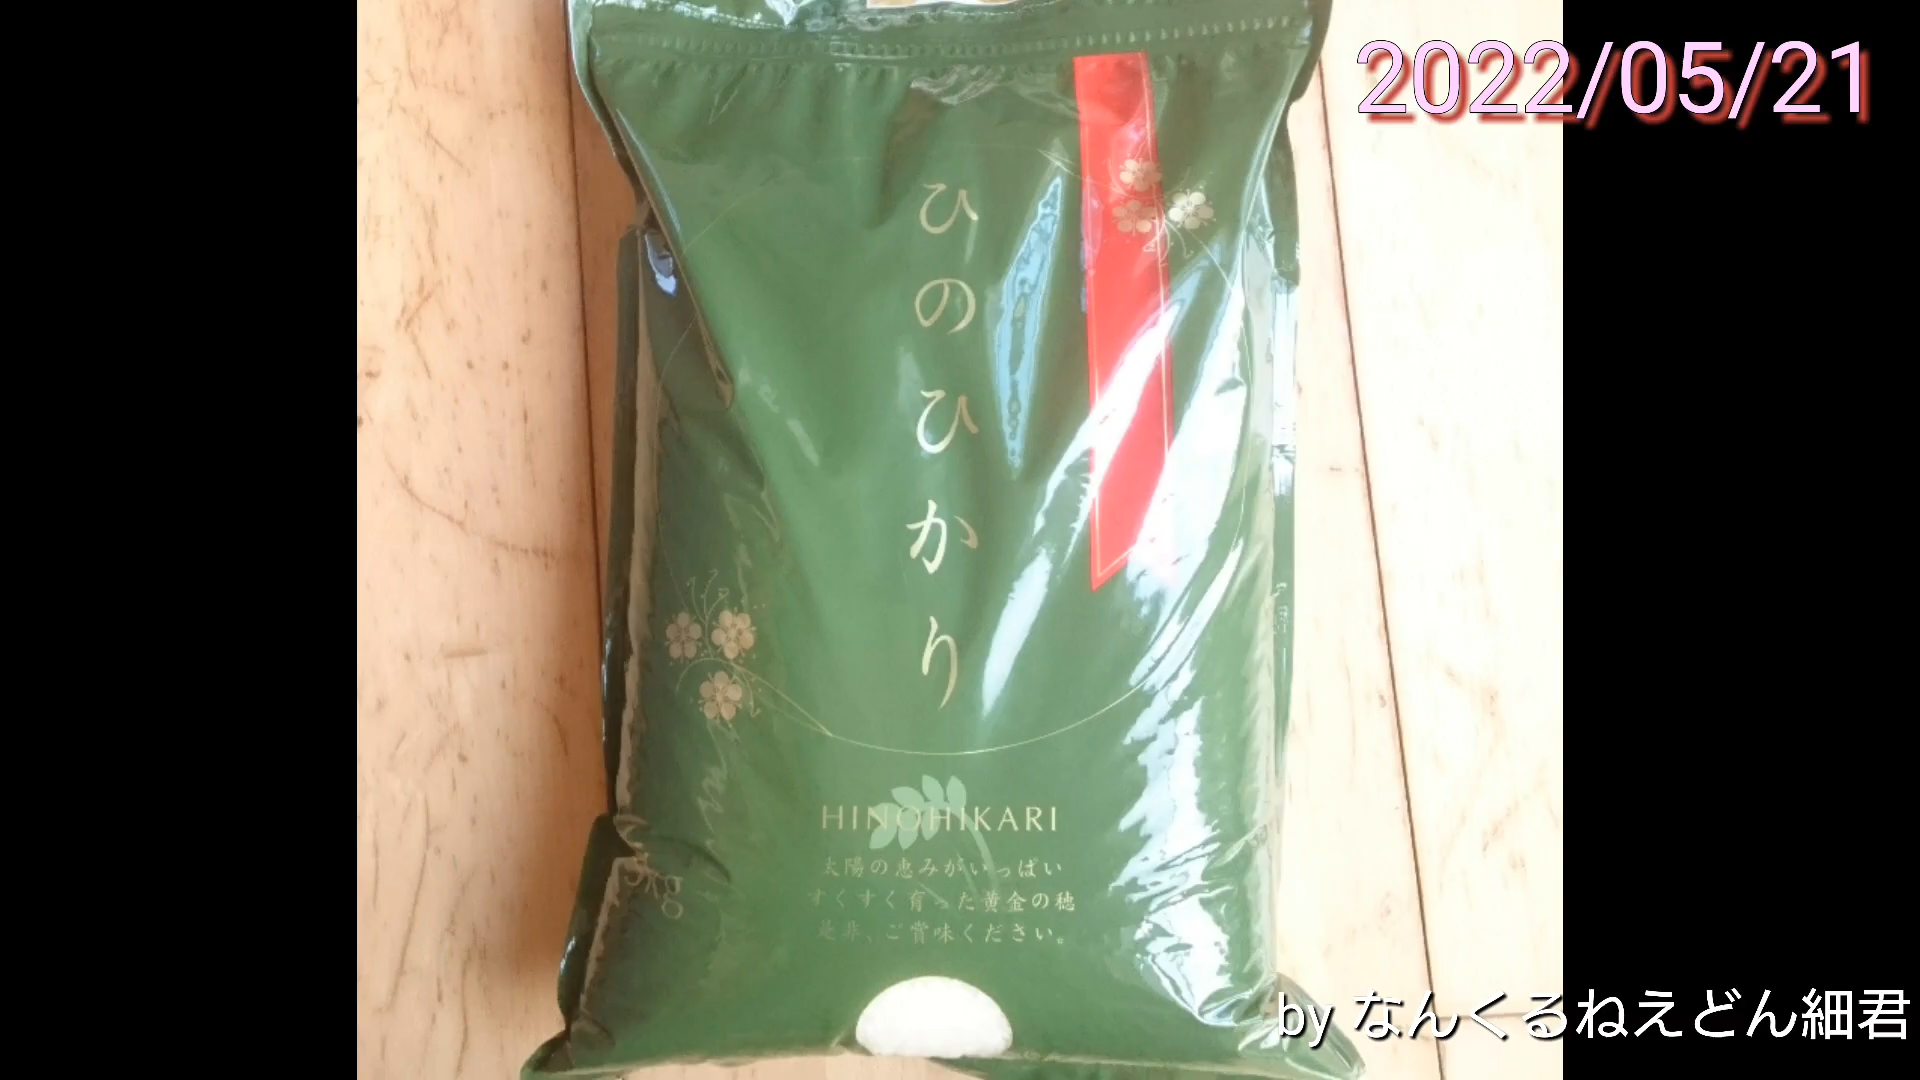 2022/05/21
ひのひかり
HINOHIKARI
太陽の恵みがいっぱい
すくすく育った黄金の穂
是非、ご賞味ください。
5kg
by なんくるねえどん細君